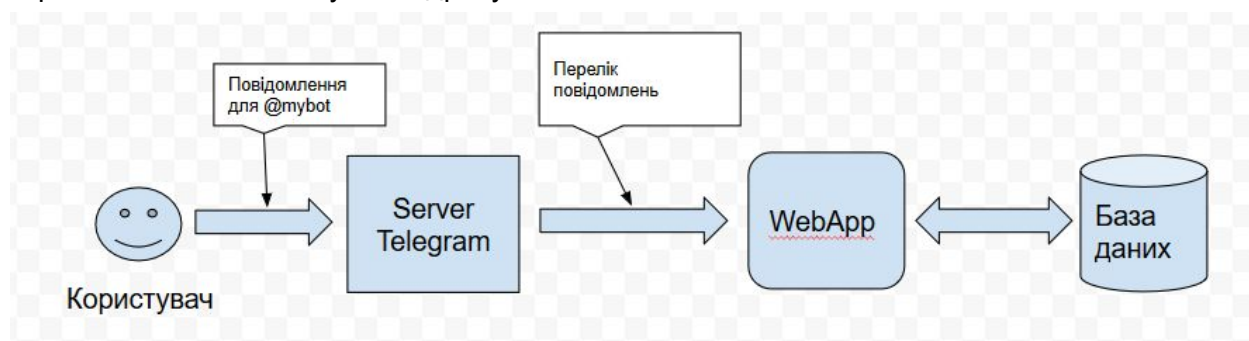 Повідомлення
для @mybot
Перелік
повідомлень
Server
Telegram
WebApp
База
даних
Користувач